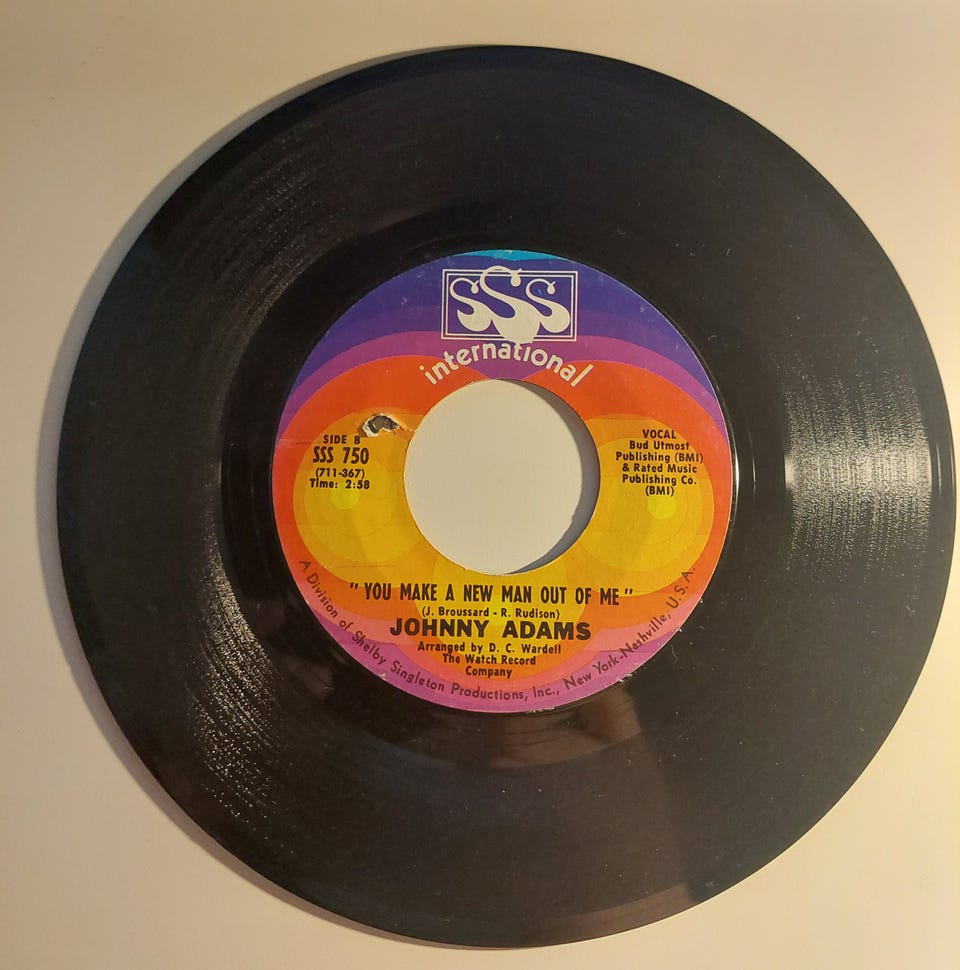 SSS
international
SIDE B
SSS 750
(711-367)
Time: 2:58
VOCAL
Bud Utmost
Publishing (BMI)
& Rated Music
Publishing Co.
(BMI)
" YOU MAKE A NEW MAN OUT OF ME "
(J. Broussard - R. Rudison)
JOHNNY ADAMS
Arranged by D. C. Wardell
The Watch Record
Company
A Division of Shelby Singleton Productions, Inc., New York-Nashville, U.S.A.